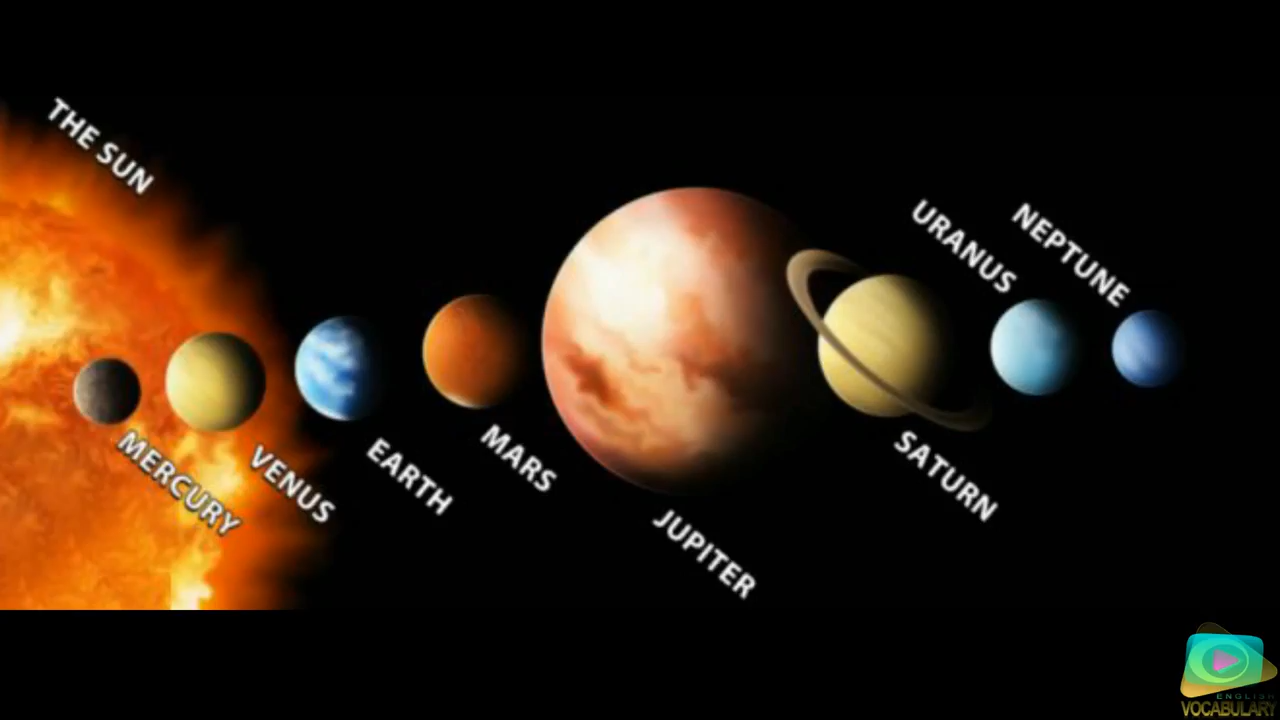 THE SUN
MERCURY
VENUS
EARTH
MARS
JUPITER
SATURN
URANUS
NEPTUNE
ENGLISH
VOCABULARY